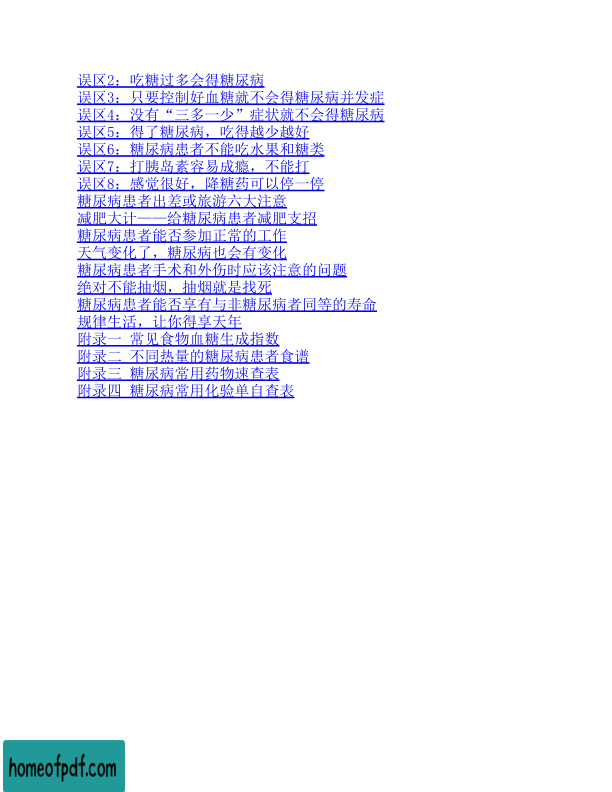 误区2：吃糖过多会得糖尿病
误区3：只要控制好血糖就不会得糖尿病并发症
误区4：没有“三多一少”症状就不会得糖尿病
误区5：得了糖尿病，吃得越少越好
误区6：糖尿病患者不能吃水果和糖类
误区7：打胰岛素容易成瘾，不能打
误区8：感觉很好，降糖药可以停一停
糖尿病患者出差或旅游六大注意
减肥大计——给糖尿病患者减肥支招
糖尿病患者能否参加正常的工作
天气变化了，糖尿病也会有变化
糖尿病患者手术和外伤时应该注意的问题
绝对不能抽烟，抽烟就是找死
糖尿病患者能否享有与非糖尿病者同等的寿命
规律生活，让你得享天年
附录一 常见食物血糖生成指数
附录二 不同热量的糖尿病患者食谱
附录三 糖尿病常用药物速查表
附录四 糖尿病常用化验单自查表
homeofpdf.com